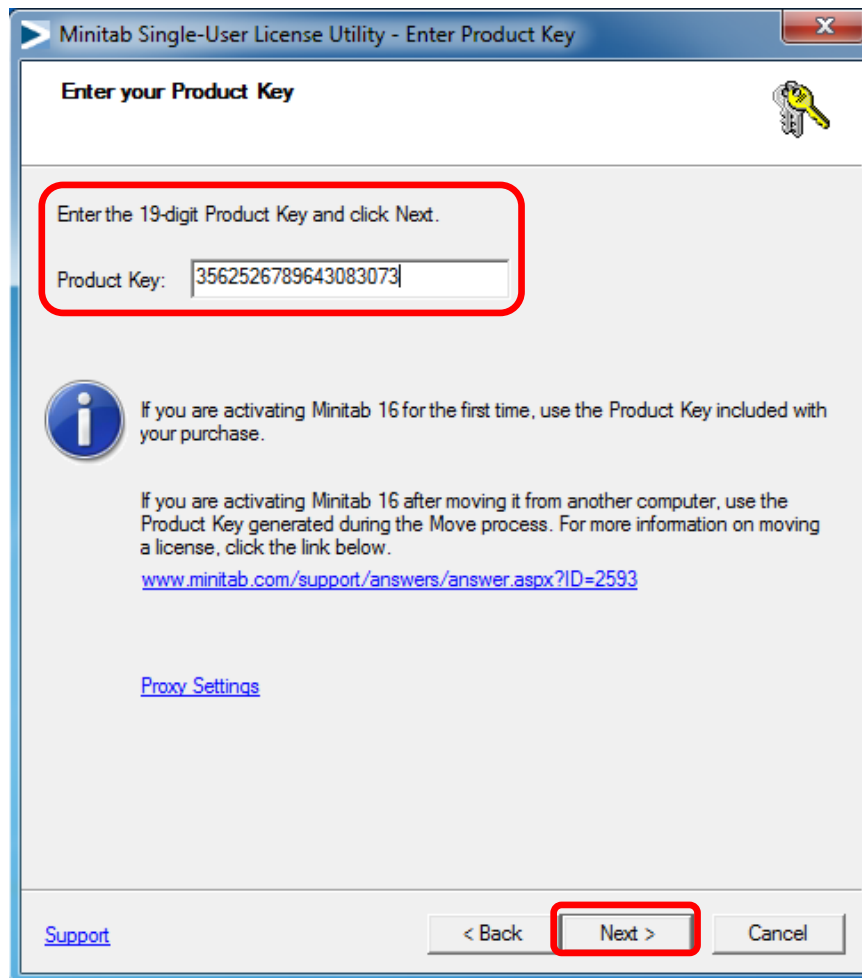 Minitab Single-User License Utility - Enter Product Key
Enter your Product Key
Enter the 19-digit Product Key and click Next.
Product Key: 3562526789643083073
If you are activating Minitab 16 for the first time, use the Product Key included with
your purchase.
If you are activating Minitab 16 after moving it from another computer, use the
Product Key generated during the Move process. For more information on moving
a license, click the link below.
www.minitab.com/support/answers/answer.aspx?ID=2593
Proxy Settings
Support < Back Next > Cancel